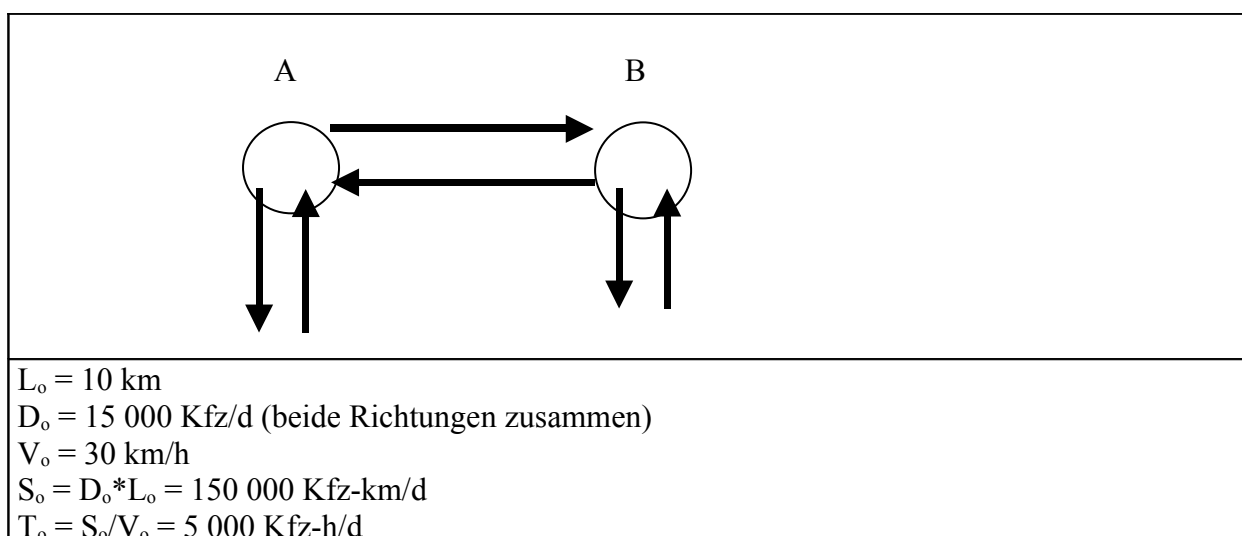 A B
Lₒ = 10 km
Dₒ = 15 000 Kfz/d (beide Richtungen zusammen)
Vₒ = 30 km/h
Sₒ = Dₒ*Lₒ = 150 000 Kfz-km/d
Tₒ = Sₒ/Vₒ = 5 000 Kfz-h/d